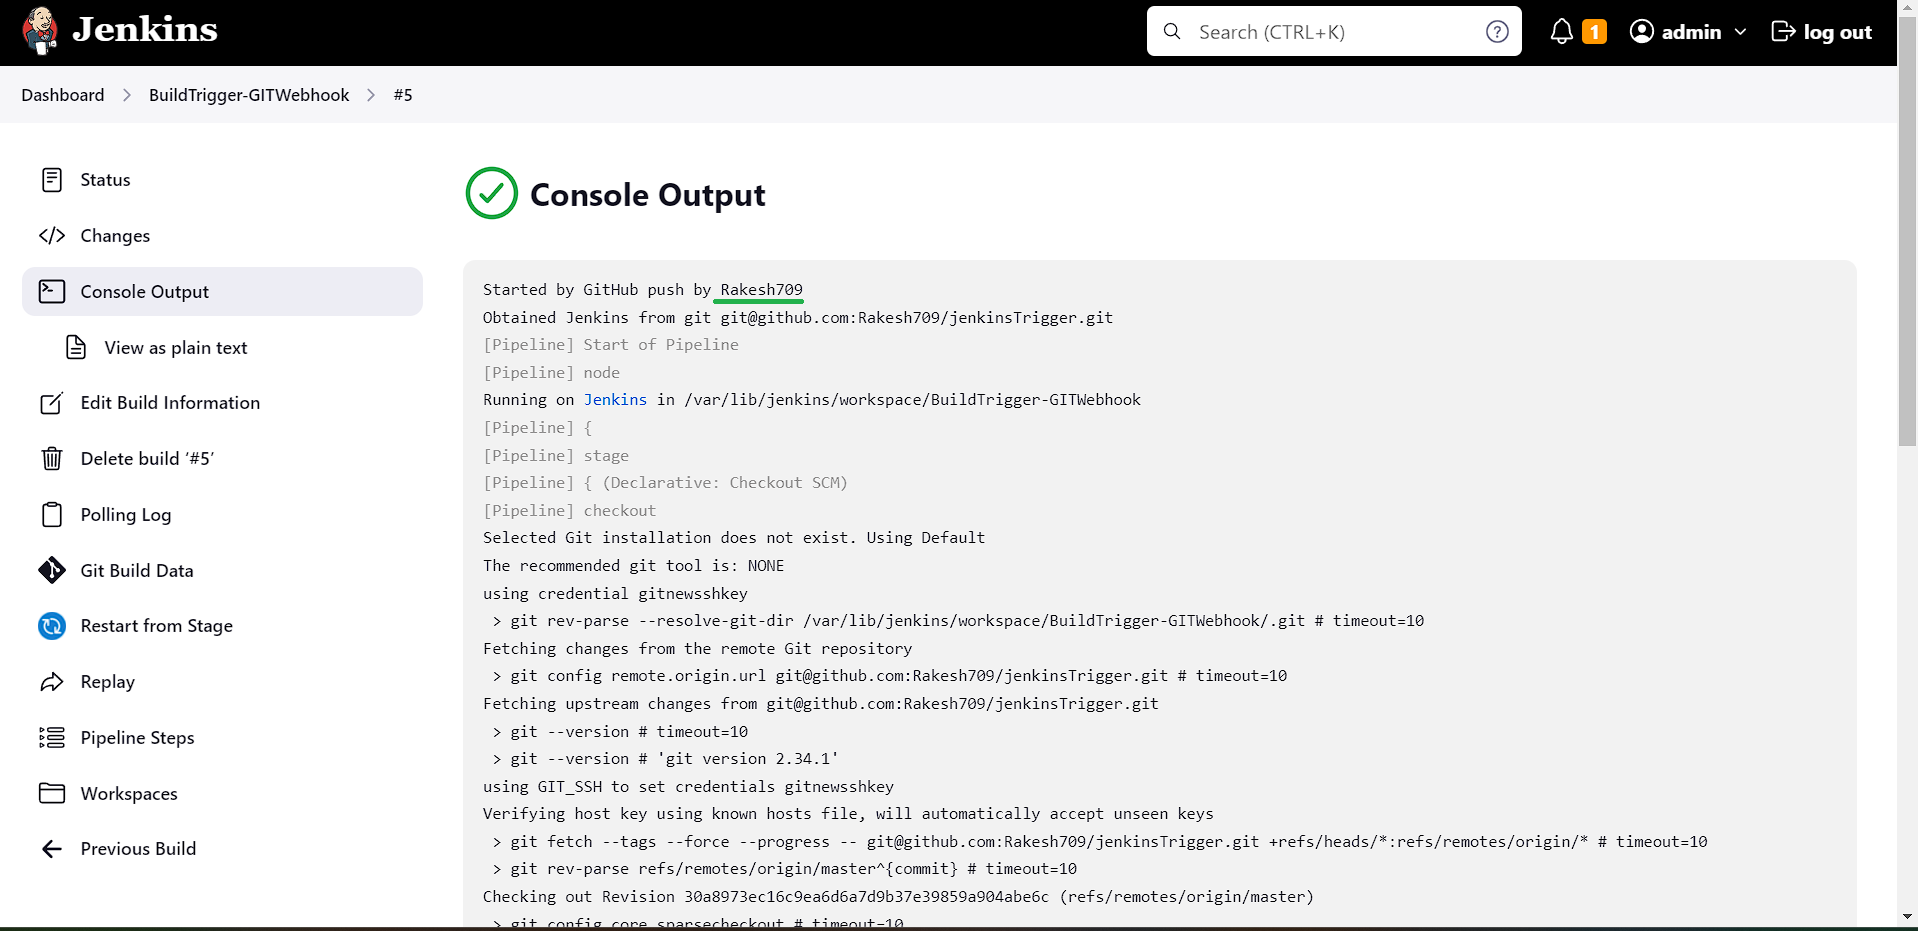 Jenkins
Search (CTRL+K)
?
1
admin
log out
Dashboard
BuildTrigger-GITWebhook
#5
Status
Changes
Console Output
View as plain text
Edit Build Information
Delete build ‘#5’
Polling Log
Git Build Data
Restart from Stage
Replay
Pipeline Steps
Workspaces
Previous Build
Console Output
Started by GitHub push by Rakesh709
Obtained Jenkins from git git@github.com:Rakesh709/jenkinsTrigger.git
[Pipeline] Start of Pipeline
[Pipeline] node
Running on Jenkins in /var/lib/jenkins/workspace/BuildTrigger-GITWebhook
[Pipeline] {
[Pipeline] stage
[Pipeline] { (Declarative: Checkout SCM)
[Pipeline] checkout
Selected Git installation does not exist. Using Default
The recommended git tool is: NONE
using credential gitnewsshkey
> git rev-parse --resolve-git-dir /var/lib/jenkins/workspace/BuildTrigger-GITWebhook/.git # timeout=10
Fetching changes from the remote Git repository
> git config remote.origin.url git@github.com:Rakesh709/jenkinsTrigger.git # timeout=10
Fetching upstream changes from git@github.com:Rakesh709/jenkinsTrigger.git
> git --version # timeout=10
> git --version # 'git version 2.34.1'
using GIT_SSH to set credentials gitnewsshkey
Verifying host key using known hosts file, will automatically accept unseen keys
> git fetch --tags --force --progress -- git@github.com:Rakesh709/jenkinsTrigger.git +refs/heads/*:refs/remotes/origin/* # timeout=10
> git rev-parse refs/remotes/origin/master^{commit} # timeout=10
Checking out Revision 30a8973ec16c9ea6d6a7d9b37e39859a904abe6c (refs/remotes/origin/master)
> git config core.sparsecheckout # timeout=10